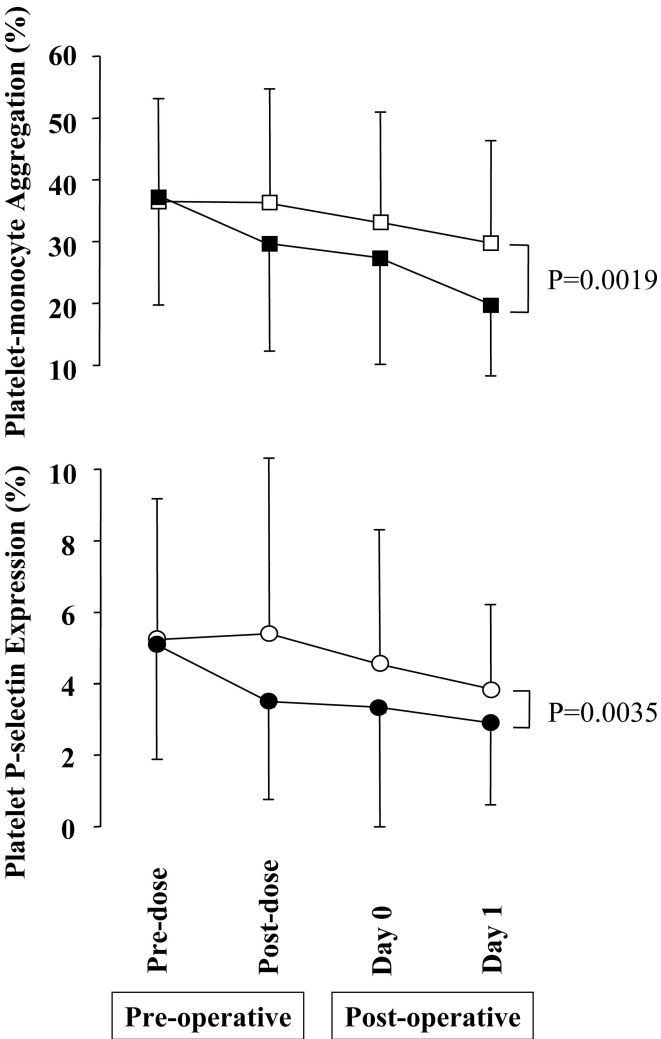 Platelet-monocyte Aggregation (%)
60
50
40
30
20
10
P=0.0019
Platelet P-selectin Expression (%)
10
8
6
4
2
0
P=0.0035
Pre-dose
Post-dose
Day 0
Day 1
Pre-operative
Post-operative